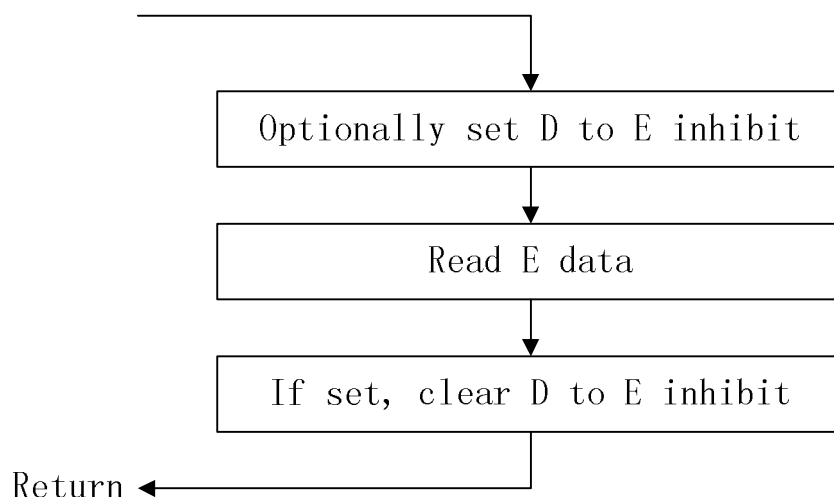 Optionally set D to E inhibit
Read E data
If set, clear D to E inhibit
Return